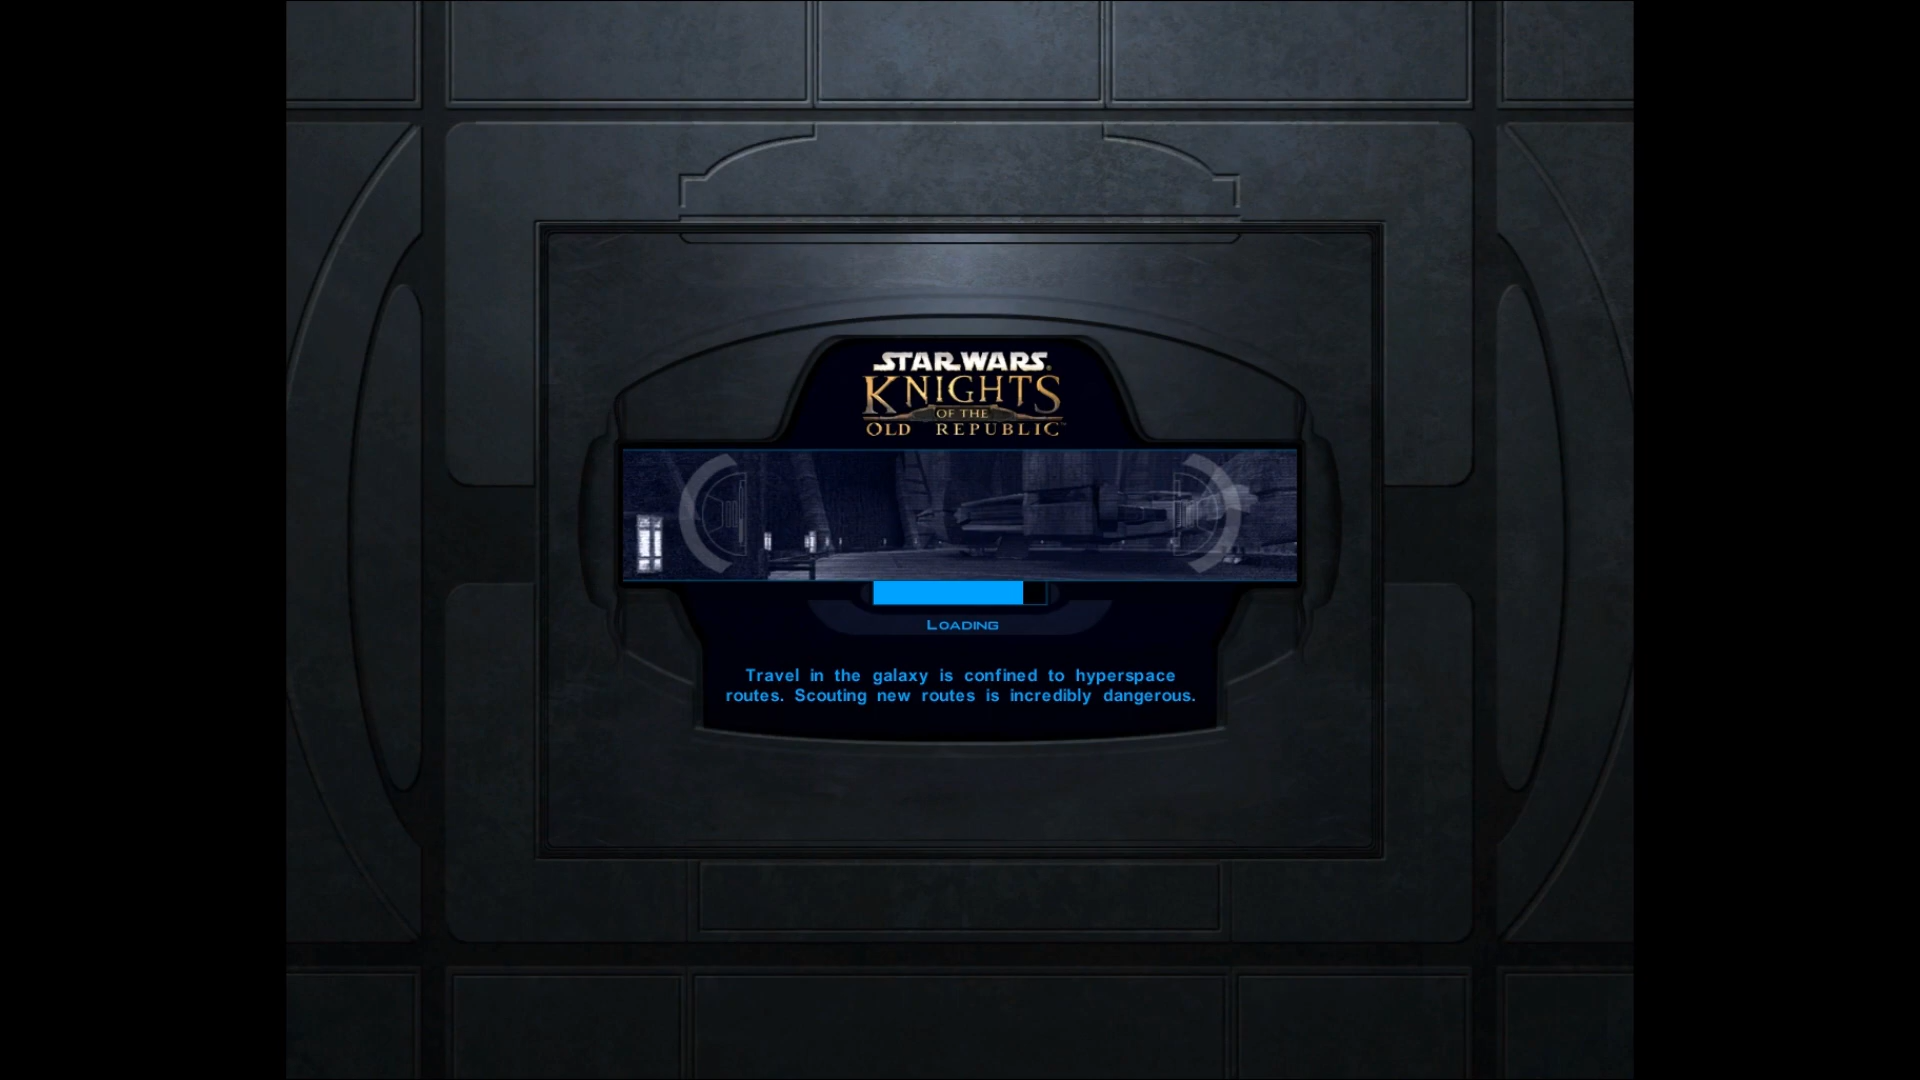 STAR WARS
KNIGHTS
OF THE
OLD REPUBLIC™
LOADING
Travel in the galaxy is confined to hyperspace
routes. Scouting new routes is incredibly dangerous.